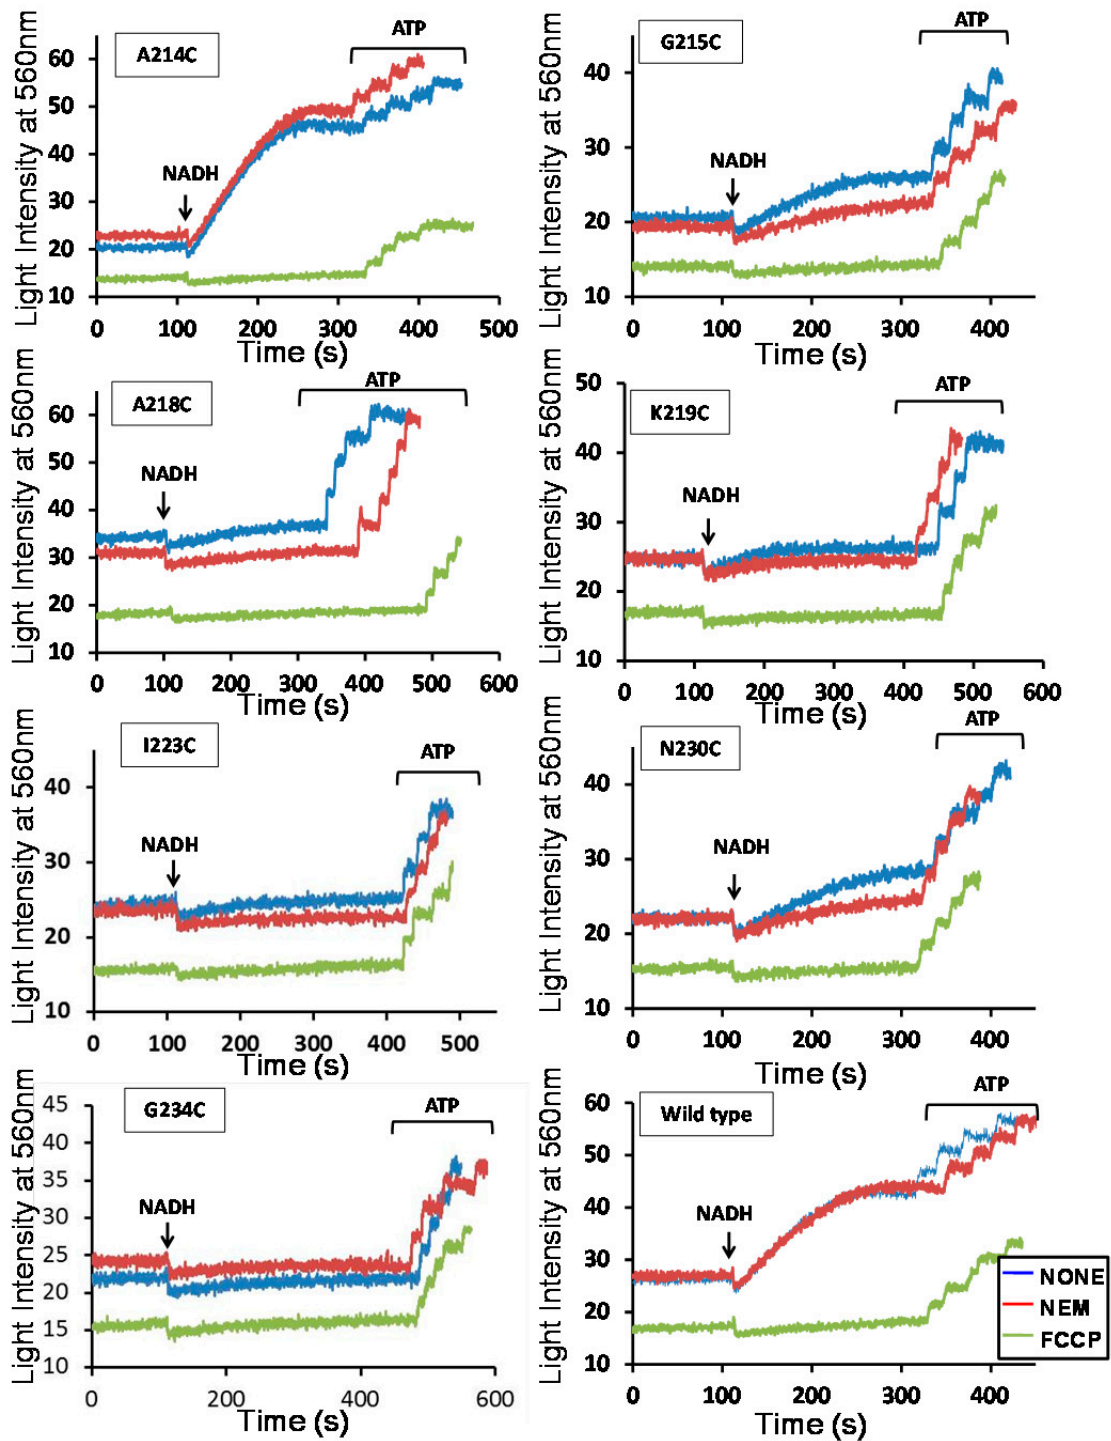 A214C
ATP
NADH
Light Intensity at 560nm
60
50
40
30
20
10
0 100 200 300 400 500
Time (s)
G215C
ATP
NADH
Light Intensity at 560nm
40
30
20
10
0 100 200 300 400
Time (s)
A218C
ATP
NADH
Light Intensity at 560nm
60
50
40
30
20
10
0 100 200 300 400 500 600
Time (s)
K219C
ATP
NADH
Light Intensity at 560nm
50
40
30
20
10
0 100 200 300 400 500 600
Time (s)
I223C
ATP
NADH
Light Intensity at 560nm
40
30
20
10
0 100 200 300 400 500
Time (s)
N230C
ATP
NADH
Light Intensity at 560nm
40
30
20
10
0 100 200 300 400
Time (s)
G234C
ATP
NADH
Light Intensity at 560nm
45
40
35
30
25
20
15
10
0 200 400 600
Time (s)
Wild type
ATP
NADH
Light Intensity at 560nm
60
50
40
30
20
10
0 100 200 300 400
Time (s)
NONE
NEM
FCCP